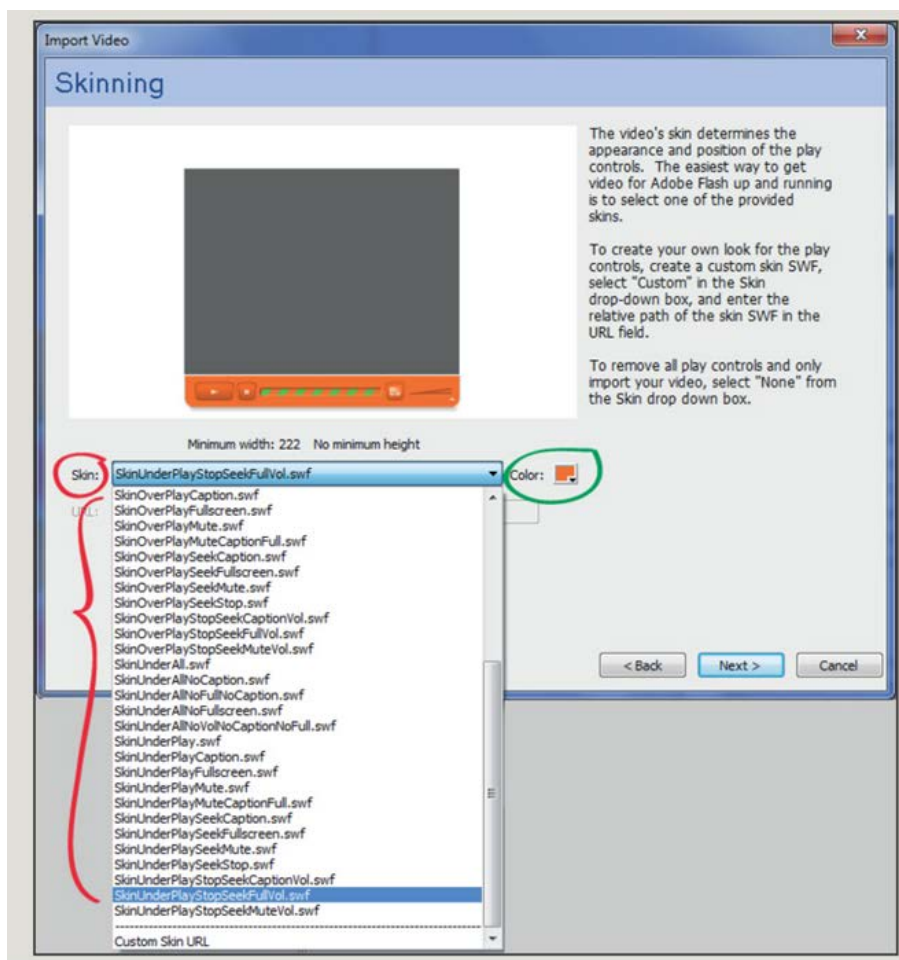 Import Video
Skinning
The video's skin determines the
appearance and position of the play
controls. The easiest way to get
video for Adobe Flash up and running
is to select one of the provided
skins.
To create your own look for the play
controls, create a custom skin SWF,
select "Custom" in the Skin
drop-down box, and enter the
relative path of the skin SWF in the
URL field.
To remove all play controls and only
import your video, select "None" from
the Skin drop down box.
Minimum width: 222 No minimum height
Skin: SkinUnderPlayStopSeekFullVol.swf Color:
URL:
SkinOverPlayCaption.swf
SkinOverPlayFullscreen.swf
SkinOverPlayMute.swf
SkinOverPlayMuteCaptionFull.swf
SkinOverPlaySeekCaption.swf
SkinOverPlaySeekFullscreen.swf
SkinOverPlaySeekMute.swf
SkinOverPlaySeekStop.swf
SkinOverPlayStopSeekCaptionVol.swf
SkinOverPlayStopSeekFullVol.swf
SkinOverPlayStopSeekMuteVol.swf
SkinUnderAll.swf
SkinUnderAllNoCaption.swf
SkinUnderAllNoFullNoCaption.swf
SkinUnderAllNoFullscreen.swf
SkinUnderAllNoVolNoCaptionNoFull.swf
SkinUnderPlay.swf
SkinUnderPlayCaption.swf
SkinUnderPlayFullscreen.swf
SkinUnderPlayMute.swf
SkinUnderPlayMuteCaptionFull.swf
SkinUnderPlaySeekCaption.swf
SkinUnderPlaySeekFullscreen.swf
SkinUnderPlaySeekMute.swf
SkinUnderPlaySeekStop.swf
SkinUnderPlayStopSeekCaptionVol.swf
SkinUnderPlayStopSeekFullVol.swf
SkinUnderPlayStopSeekMuteVol.swf
Custom Skin URL
< Back Next > Cancel